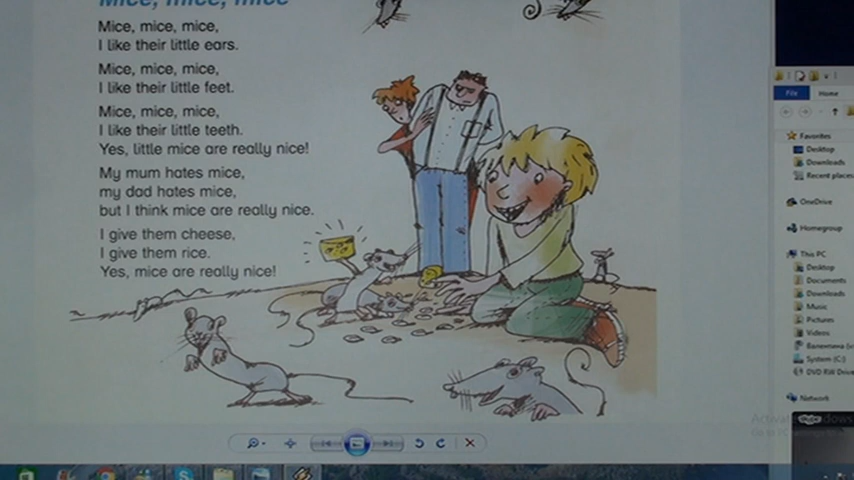 Mice, mice, mice
Mice, mice, mice,
I like their little ears.
Mice, mice, mice,
I like their little feet.
Mice, mice, mice,
I like their little teeth.
Yes, little mice are really nice!
My mum hates mice,
my dad hates mice,
but I think mice are really nice.
I give them cheese,
I give them rice.
Yes, mice are really nice!
File Home
Favorites
Desktop
Downloads
Recent places
OneDrive
Homegroup
This PC
Desktop
Documents
Downloads
Music
Pictures
Videos
System (C:)
DVD RW Drive
Network